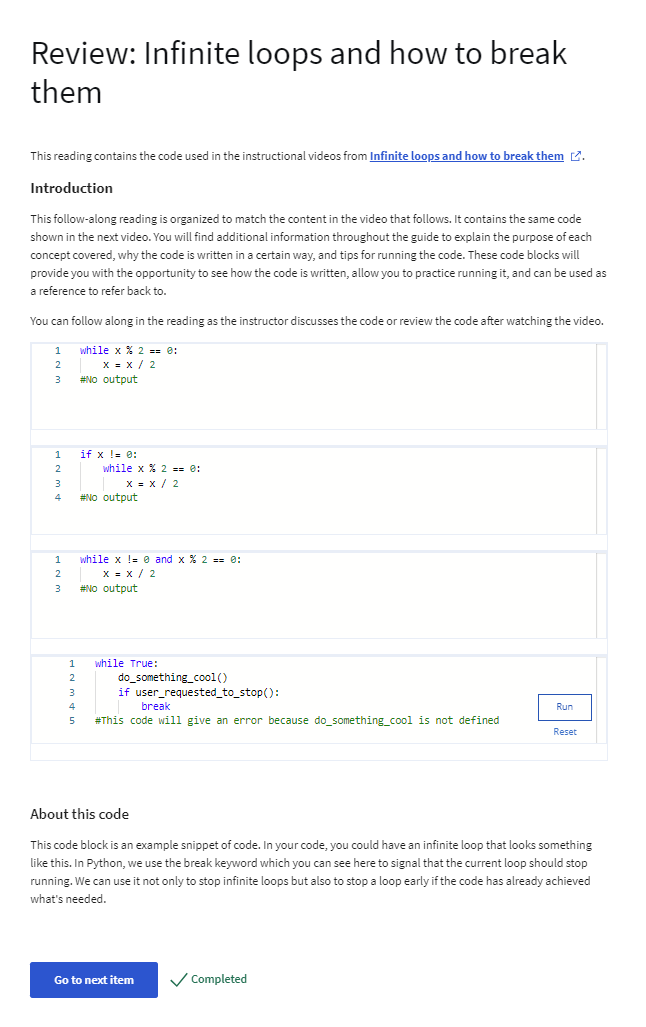 Review: Infinite loops and how to break
them
This reading contains the code used in the instructional videos from Infinite loops and how to break them.
Introduction
This follow-along reading is organized to match the content in the video that follows. It contains the same code
shown in the next video. You will find additional information throughout the guide to explain the purpose of each
concept covered, why the code is written in a certain way, and tips for running the code. These code blocks will
provide you with the opportunity to see how the code is written, allow you to practice running it, and can be used as
a reference to refer back to.
You can follow along in the reading as the instructor discusses the code or review the code after watching the video.
1 while x % 2 == 0:
2     x = x / 2
3 #No output
1 if x != 0:
2     while x % 2 == 0:
3         x = x / 2
4 #No output
1 while x != 0 and x % 2 == 0:
2     x = x / 2
3 #No output
1 while True:
2     do_something_cool()
3     if user_requested_to_stop():
4         break
5 #This code will give an error because do_something_cool is not defined
Run
Reset
About this code
This code block is an example snippet of code. In your code, you could have an infinite loop that looks something
like this. In Python, we use the break keyword which you can see here to signal that the current loop should stop
running. We can use it not only to stop infinite loops but also to stop a loop early if the code has already achieved
what's needed.
Go to next item
Completed